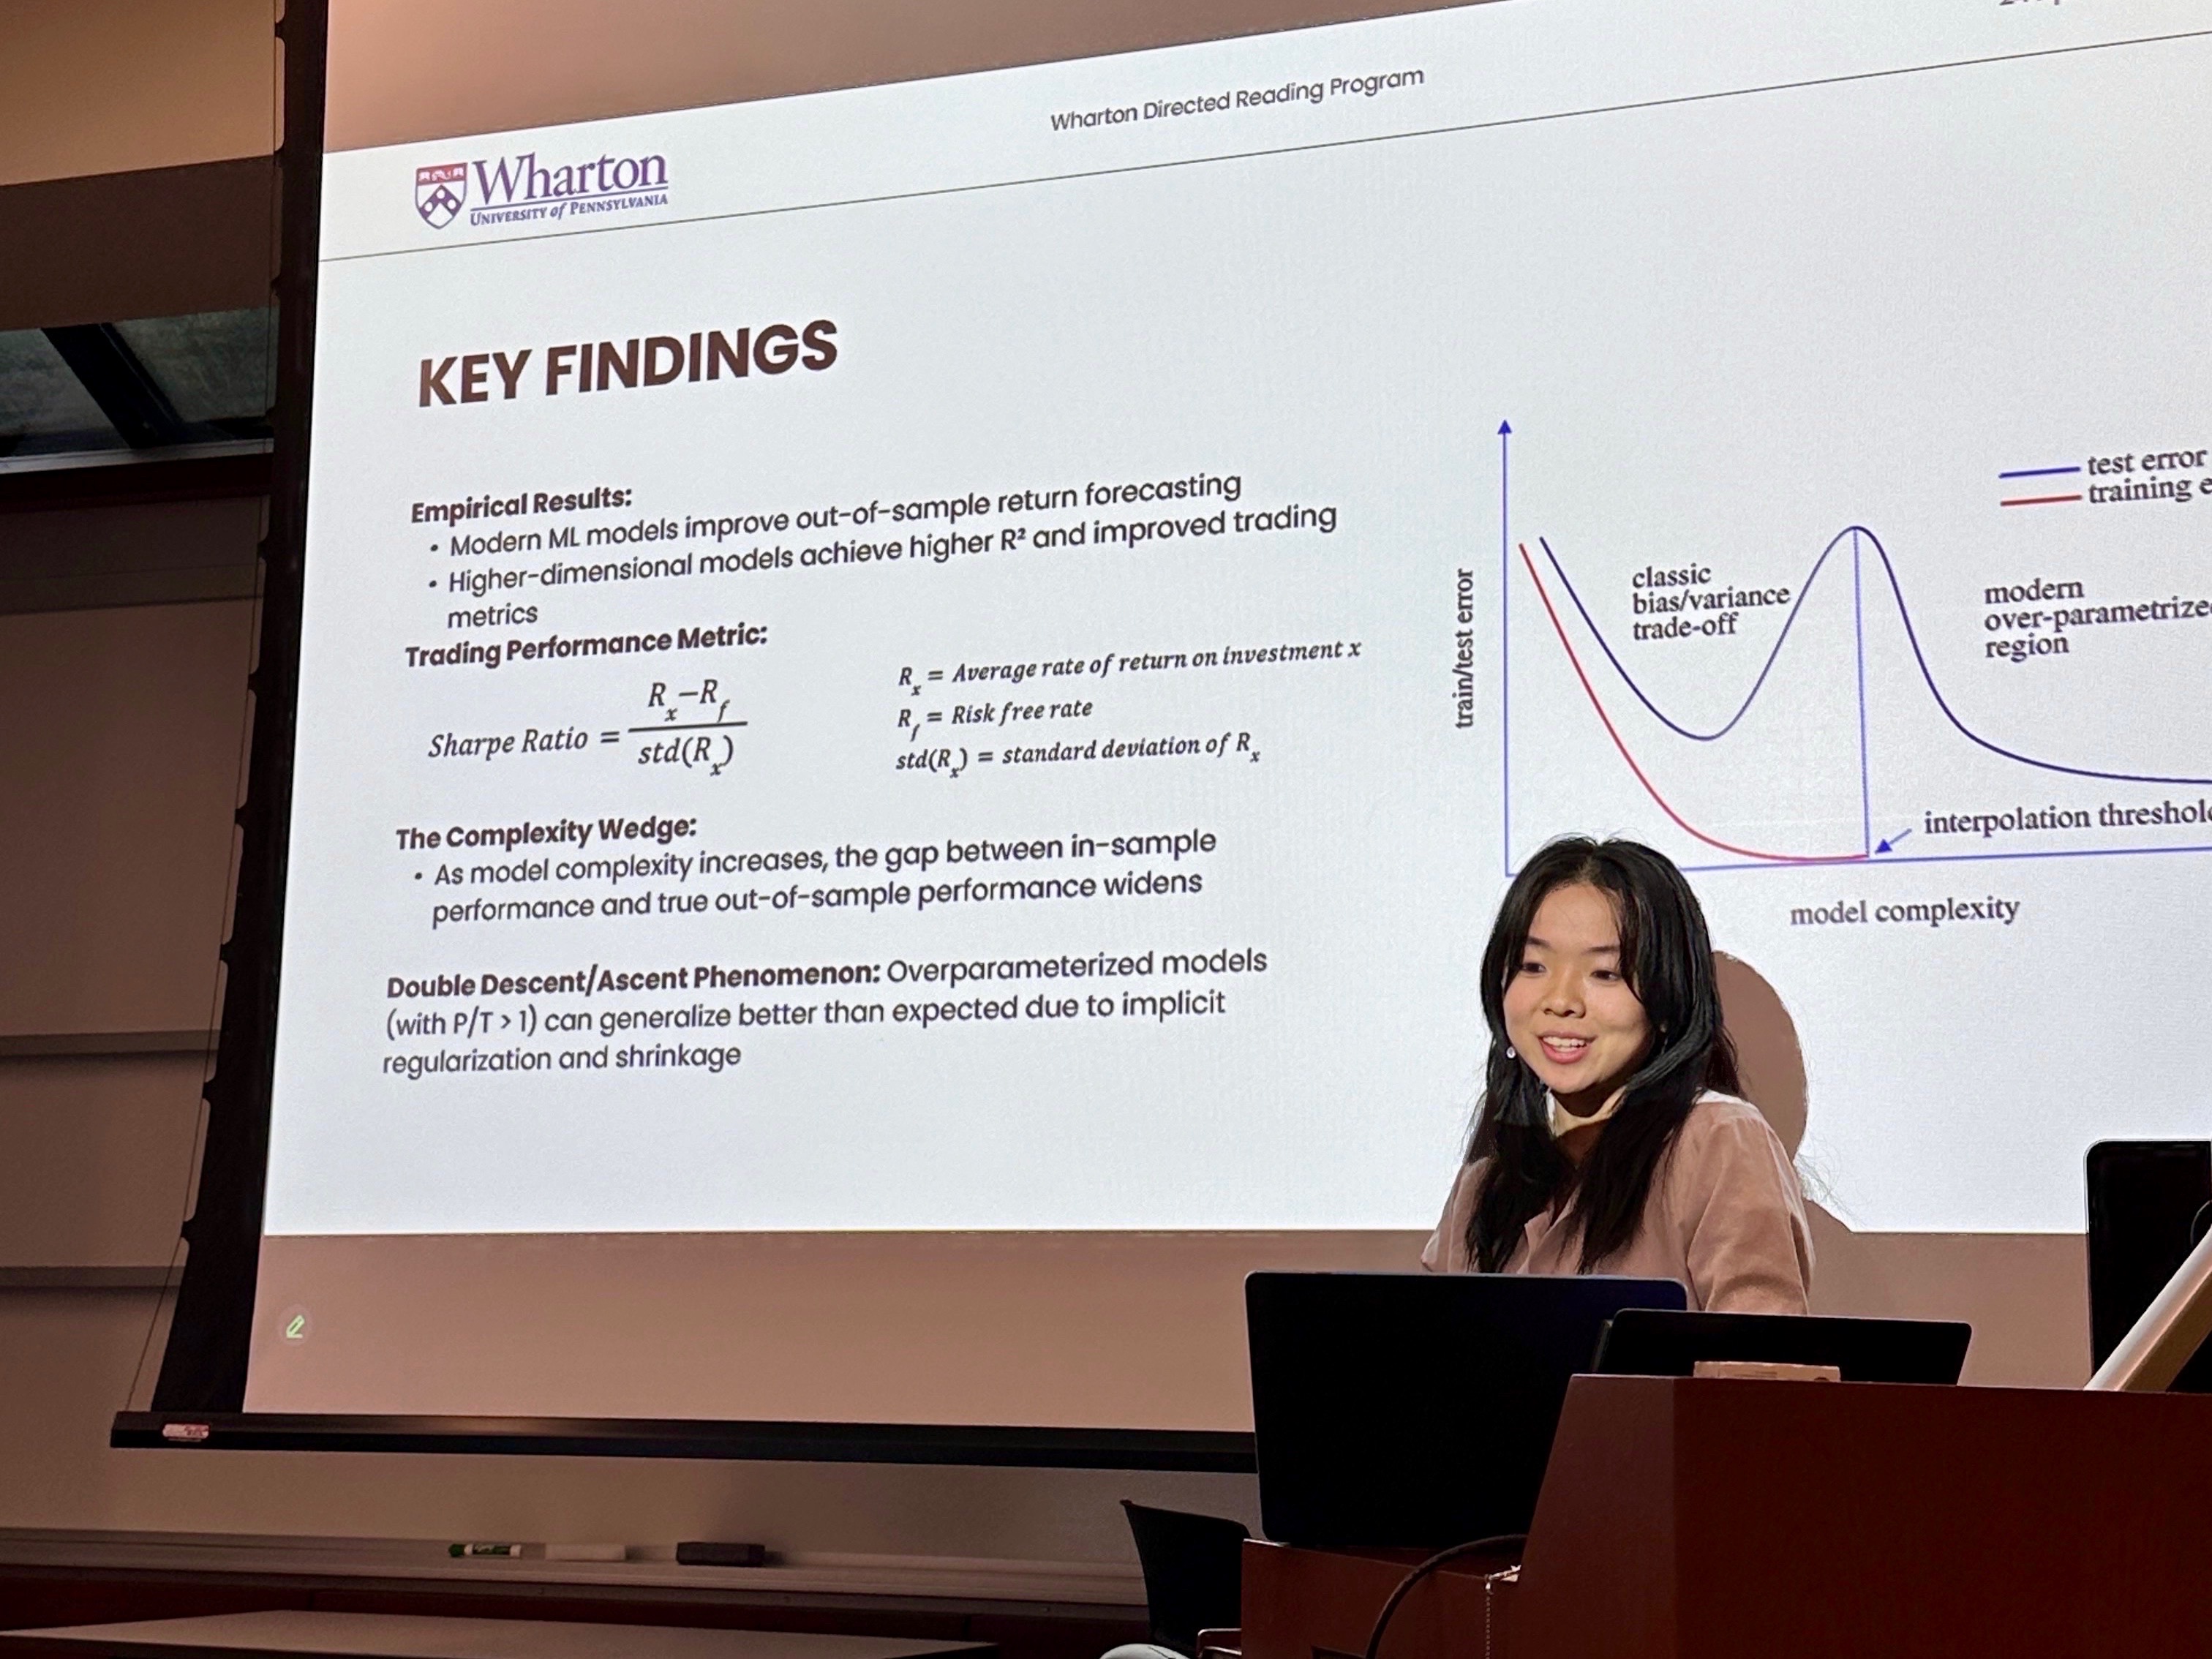 Wharton Directed Reading Program
Wharton
UNIVERSITY of PENNSYLVANIA
KEY FINDINGS
Empirical Results:
• Modern ML models improve out-of-sample return forecasting
• Higher-dimensional models achieve higher R² and improved trading
metrics
Trading Performance Metric:
Sharpe Ratio = (R_x − R_f) / std(R_x)
R_x = Average rate of return on investment x
R_f = Risk free rate
std(R_x) = standard deviation of R_x
The Complexity Wedge:
• As model complexity increases, the gap between in-sample
performance and true out-of-sample performance widens
Double Descent/Ascent Phenomenon: Overparameterized models
(with P/T > 1) can generalize better than expected due to implicit
regularization and shrinkage
test error
training e
train/test error
classic
bias/variance
trade-off
modern
over-parametrize
region
interpolation threshol
model complexity